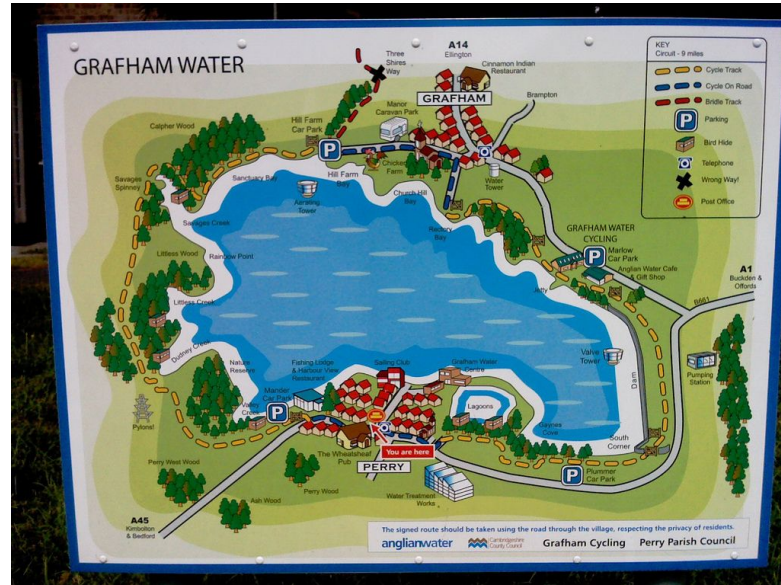 GRAFHAM WATER
Three
Shires
Way
A14
Ellington
Cinnamon Indian
Restaurant
GRAFHAM
Brampton
Manor
Caravan Park
Hill Farm
Car Park
P
Calpher Wood
Chicken
Farm
Water
Tower
Savages
Spinney
Sanctuary Bay
Hill Farm
Bay
Aerating
Tower
Church Hill
Bay
Savages Creek
Rectory
Bay
GRAFHAM WATER
CYCLING
Marlow
Car Park
P
Littless Wood
Rainbow Point
Anglian Water Cafe
& Gift Shop
A1
Buckden &
Offords
Jetty
B661
Littless Creek
Dudney Creek
Valve
Tower
Dam
Pumping
Station
Nature
Reserve
Fishing Lodge
& Harbour View
Restaurant
Sailing Club
Grafham Water
Centre
Mander
Car Park
P
Valley
Creek
Lagoons
Gaynes
Cove
South
Corner
Pylons!
The Wheatsheaf
Pub
You are here
PERRY
P
Plummer
Car Park
Perry West Wood
Perry Wood
Ash Wood
Water Treatment
Works
A45
Kimbolton
& Bedford
KEY
Circuit - 9 miles
Cycle Track
Cycle On Road
Bridle Track
P
Parking
Bird Hide
Telephone
Wrong Way!
Post Office
The signed route should be taken using the road through the village, respecting the privacy of residents.
anglianwater
Cambridgeshire
County Council
Grafham Cycling
Perry Parish Council